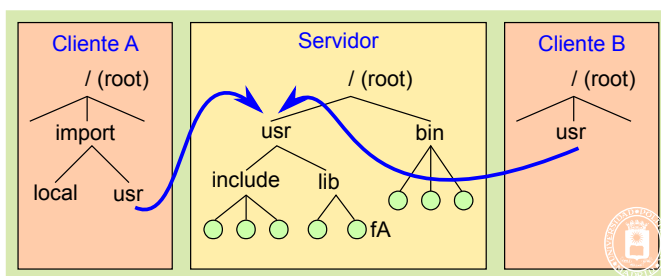 Cliente A
/ (root)
import
local usr
Servidor
/ (root)
usr bin
include lib
fA
Cliente B
/ (root)
usr